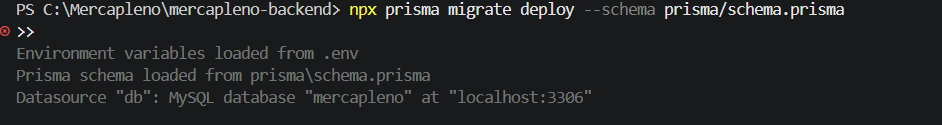 PS C:\Mercapleno\mercapleno-backend> npx prisma migrate deploy --schema prisma/schema.prisma
>>
Environment variables loaded from .env
Prisma schema loaded from prisma\schema.prisma
Datasource "db": MySQL database "mercapleno" at "localhost:3306"